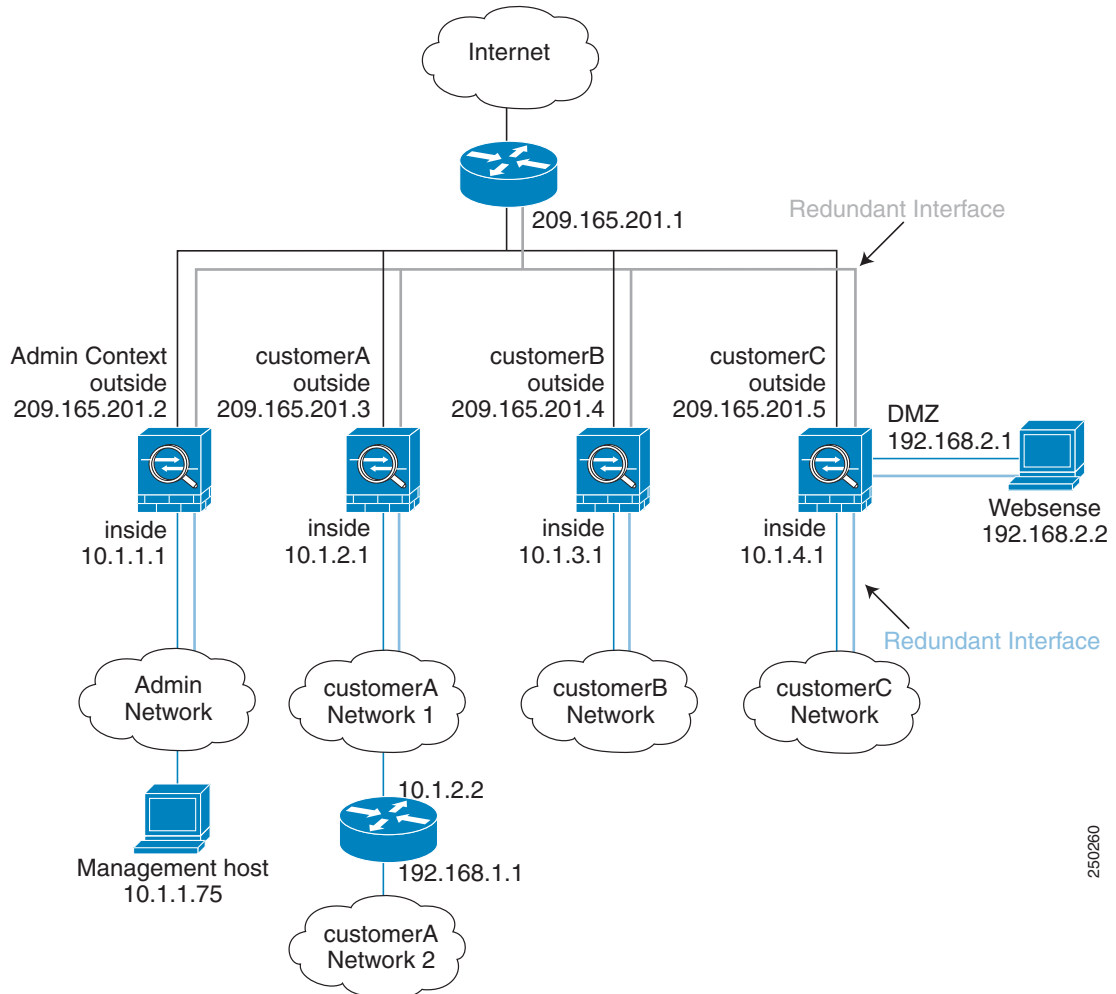 Internet
209.165.201.1
Redundant Interface
Admin Context
outside
209.165.201.2
customerA
outside
209.165.201.3
customerB
outside
209.165.201.4
customerC
outside
209.165.201.5
DMZ
192.168.2.1
Websense
192.168.2.2
inside
10.1.1.1
inside
10.1.2.1
inside
10.1.3.1
inside
10.1.4.1
Redundant Interface
Admin
Network
customerA
Network 1
customerB
Network
customerC
Network
10.1.2.2
192.168.1.1
Management host
10.1.1.75
customerA
Network 2
250260